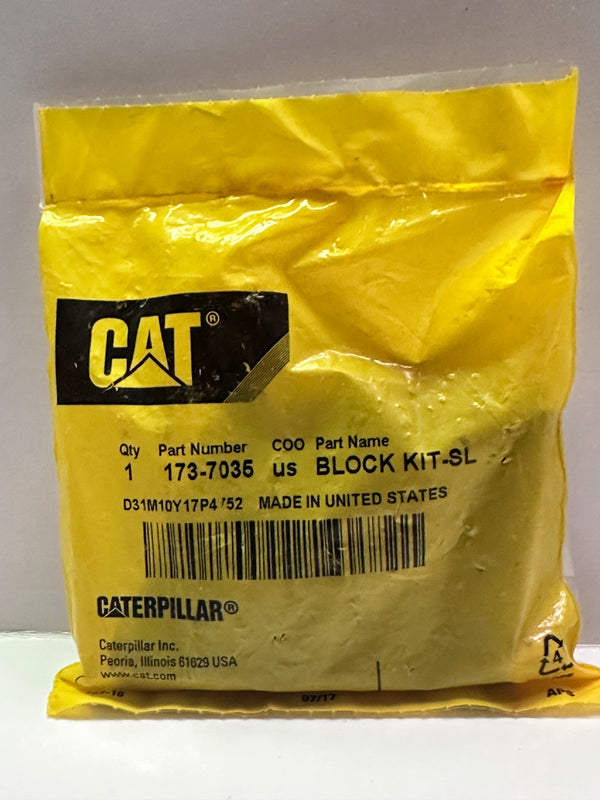 CAT®
Qty Part Number COO Part Name
1 173-7035 us BLOCK KIT-SL
MADE IN UNITED STATES
CATERPILLAR®
Caterpillar Inc.
Peoria, Illinois 61629 USA
www.cat.com
4
07/17